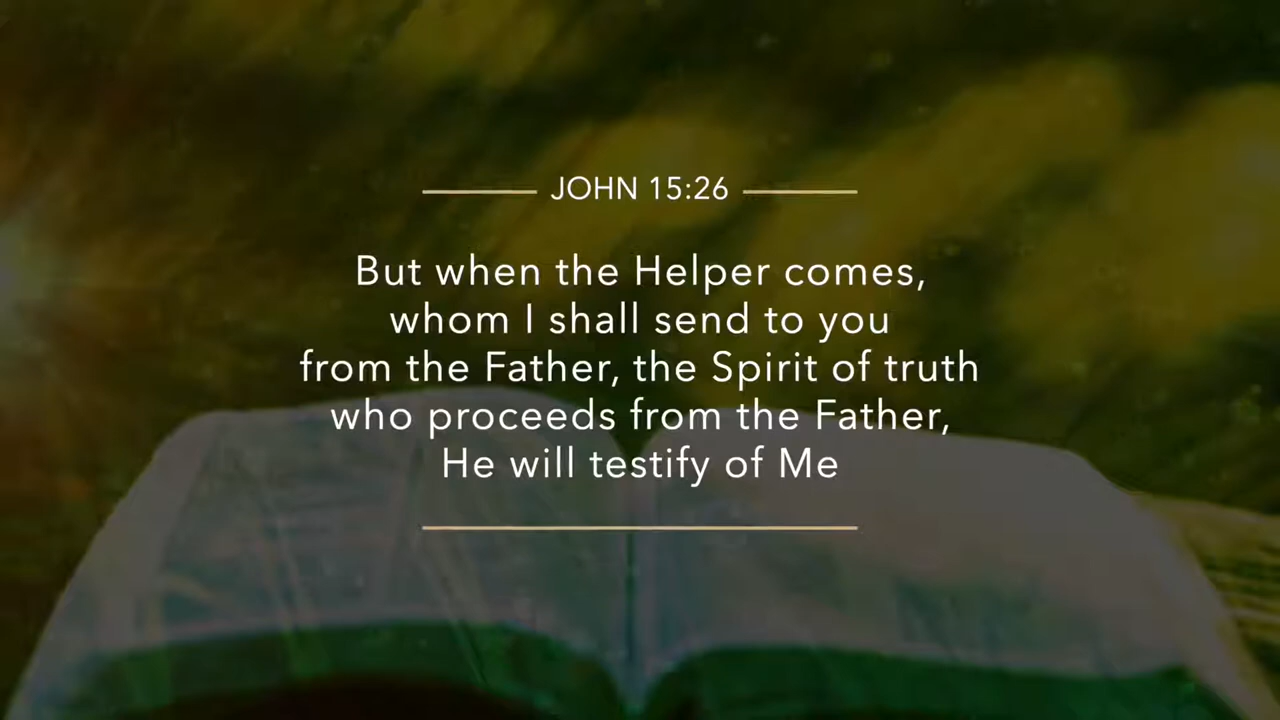 JOHN 15:26
But when the Helper comes,
whom I shall send to you
from the Father, the Spirit of truth
who proceeds from the Father,
He will testify of Me